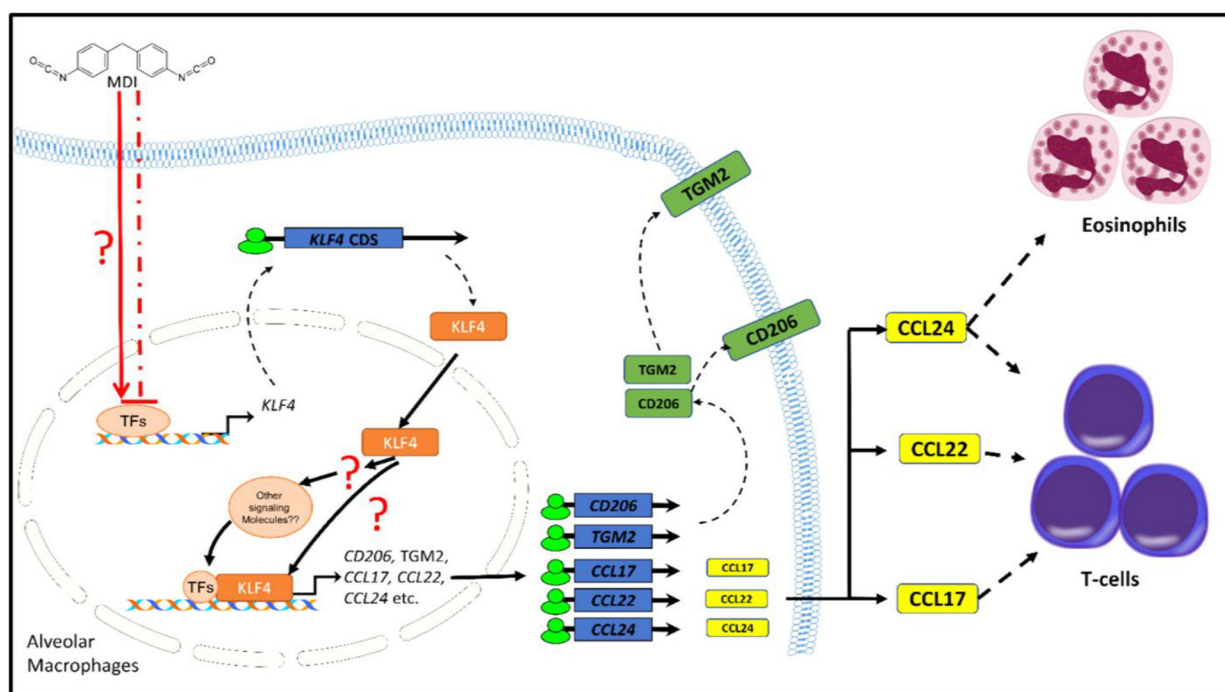 O=C=N
N=C=O
MDI
?
KLF4 CDS
KLF4
TFs
KLF4
KLF4
?
?
Other
signaling
Molecules??
TFs
KLF4
CD206, TGM2,
CCL17, CCL22,
CCL24 etc.
Alveolar
Macrophages
TGM2
CD206
TGM2
CD206
CD206
TGM2
CCL17
CCL22
CCL24
CCL17
CCL22
CCL24
CCL24
CCL22
CCL17
Eosinophils
T-cells